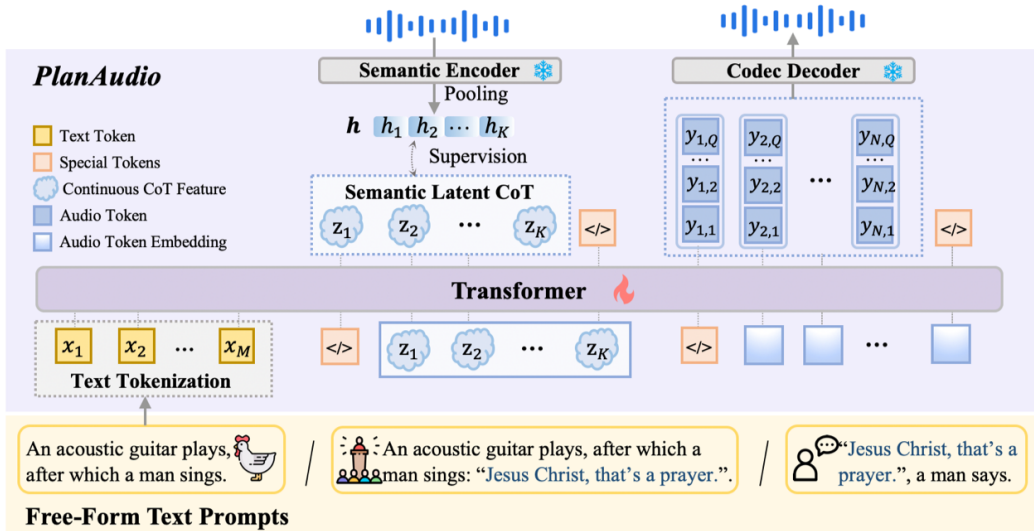 PlanAudio
Semantic Encoder
Codec Decoder
Pooling
h h1 h2 ... hK
Supervision
Text Token
Special Tokens
Continuous CoT Feature
Audio Token
Audio Token Embedding
Semantic Latent CoT
z1 z2 ... zK </>
y1,Q y2,Q yN,Q
... ... ...
y1,2 y2,2 ... yN,2
y1,1 y2,1 yN,1 </>
Transformer
x1 x2 ... xM </> z1 z2 ... zK </> ...
Text Tokenization
An acoustic guitar plays,
after which a man sings.
/
An acoustic guitar plays, after which a
man sings: “Jesus Christ, that’s a prayer.”.
/
“Jesus Christ, that’s a
prayer.”, a man says.
Free-Form Text Prompts